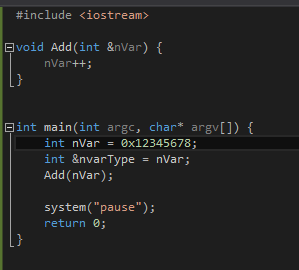 #include <iostream>
void Add(int &nVar) {
nVar++;
}
int main(int argc, char* argv[]) {
int nVar = 0x12345678;
int &nvarType = nVar;
Add(nVar);
system("pause");
return 0;
}